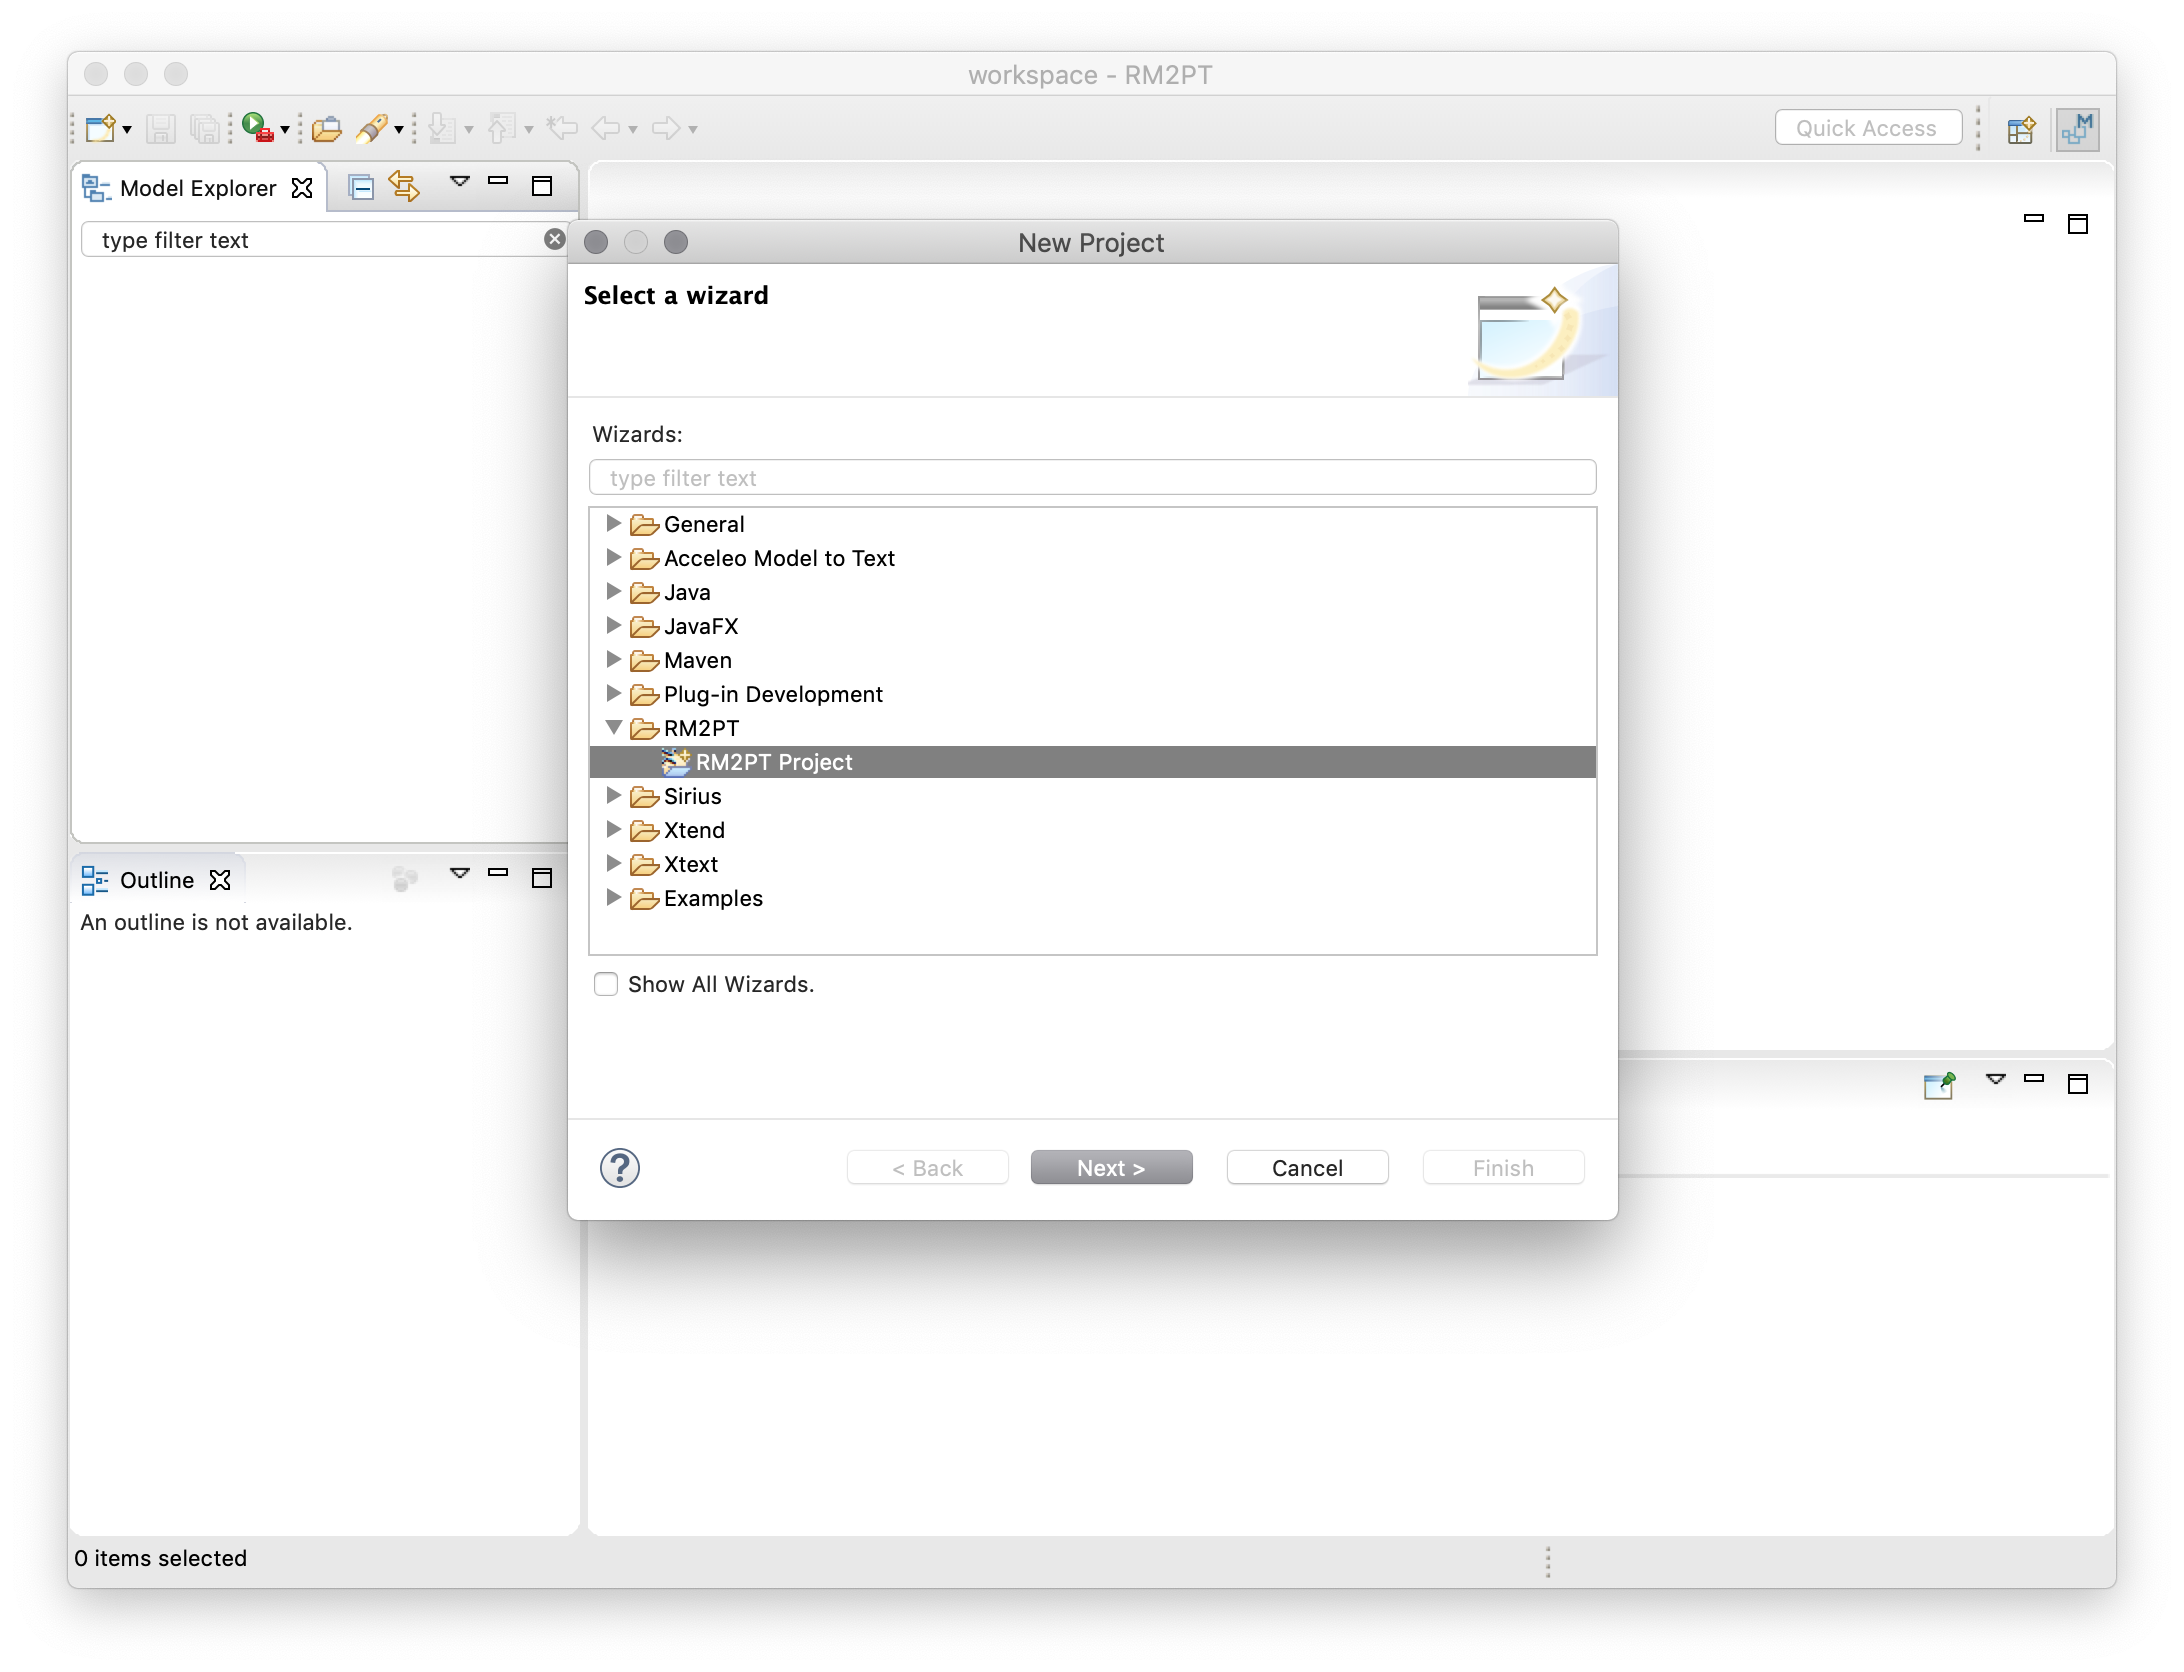 workspace - RM2PT
Quick Access
Model Explorer
type filter text
New Project
Select a wizard
Wizards:
type filter text
General
Acceleo Model to Text
Java
JavaFX
Maven
Plug-in Development
RM2PT
RM2PT Project
Sirius
Xtend
Xtext
Examples
Show All Wizards.
Outline
An outline is not available.
< Back
Next >
Cancel
Finish
0 items selected